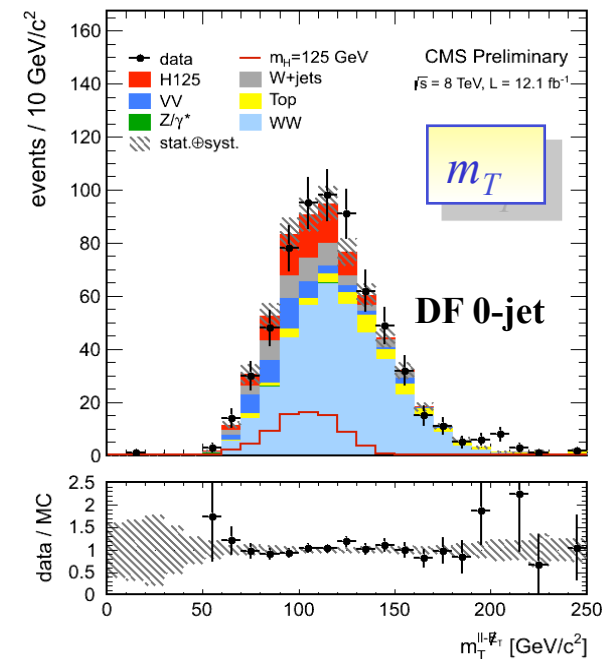 160
140
120
100
80
60
40
20
0
events / 10 GeV/c²
data
m_H=125 GeV
H125
W+jets
VV
Top
Z/γ*
WW
stat.⊕syst.
CMS Preliminary
√s = 8 TeV, L = 12.1 fb⁻¹
m_T
DF 0-jet
2.5
2
1.5
1
0.5
0
data / MC
0 50 100 150 200 250
m_T^{ll-E̸_T} [GeV/c²]